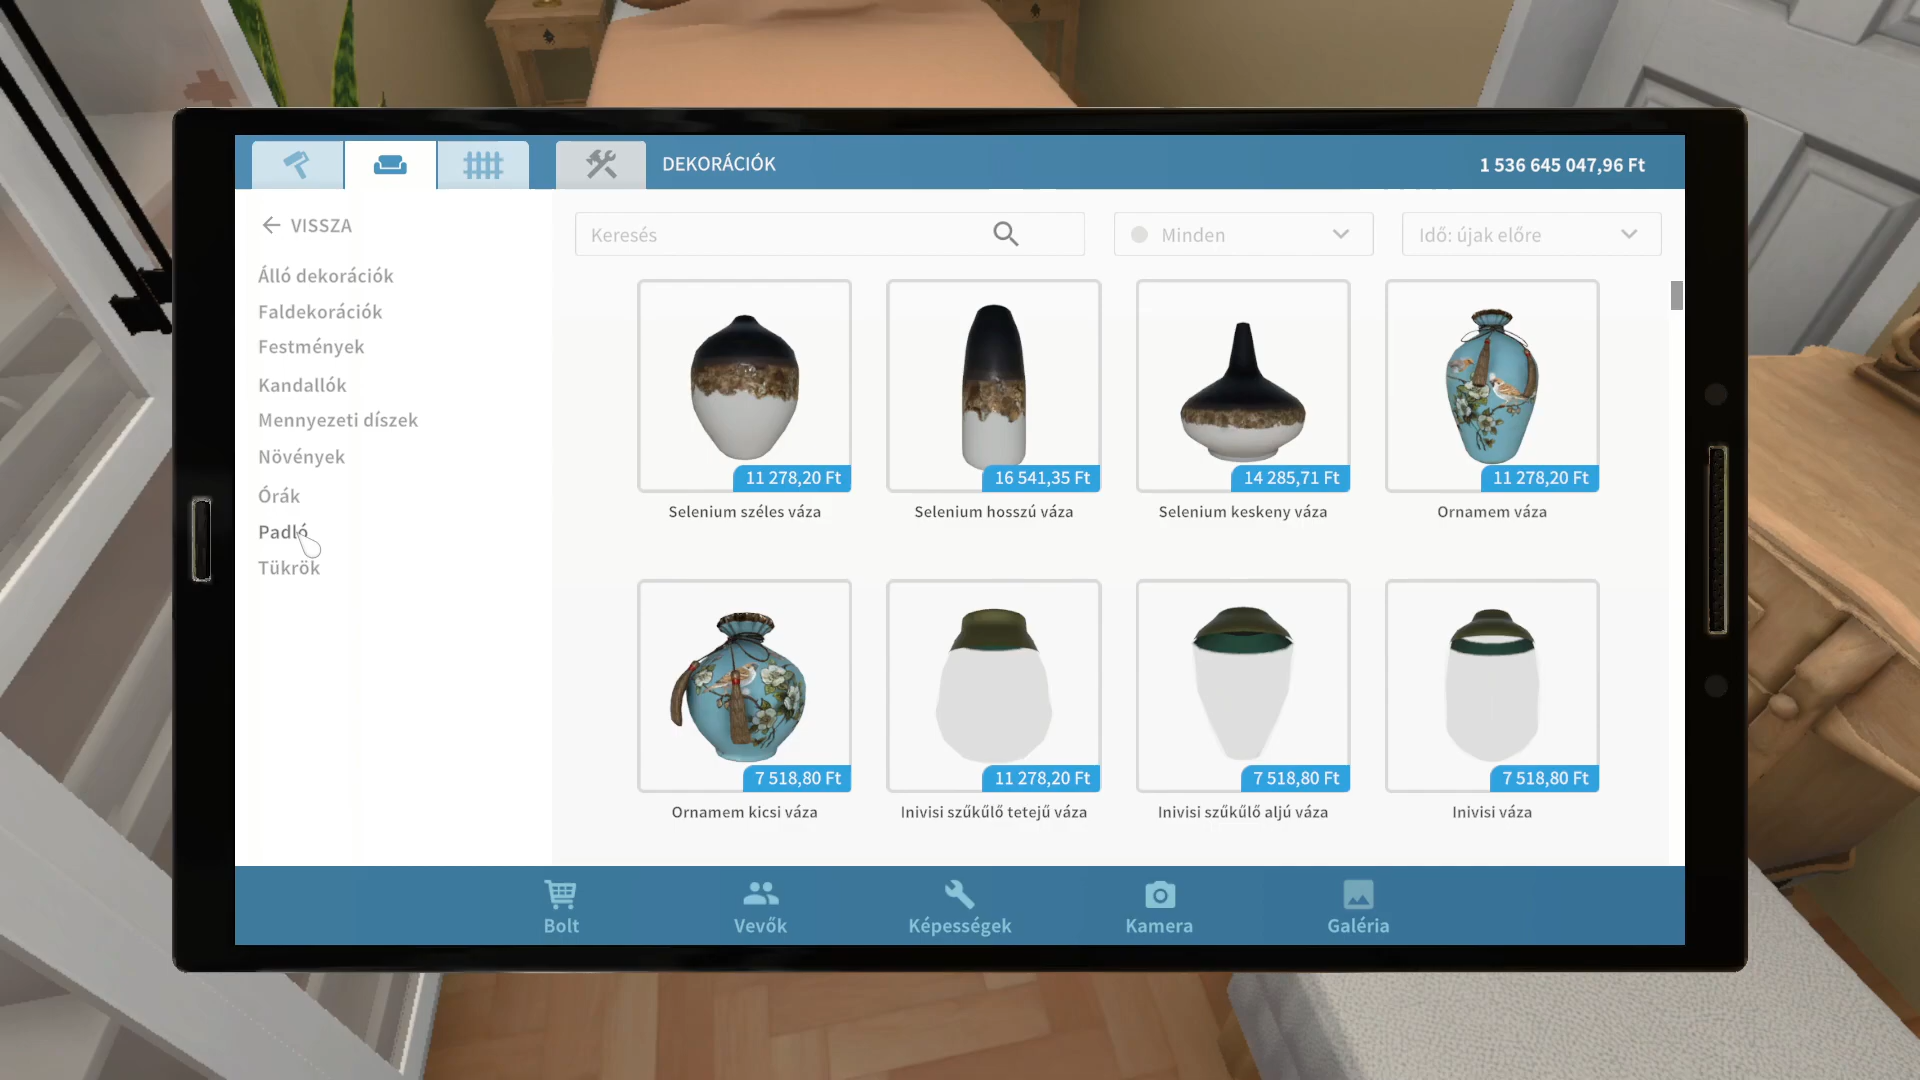 DEKORÁCIÓK
1 536 645 047,96 Ft
VISSZA
Álló dekorációk
Faldekorációk
Festmények
Kandallók
Mennyezeti díszek
Növények
Órák
Padló
Tükrök
Keresés
Minden
Idő: újak előre
11 278,20 Ft
16 541,35 Ft
14 285,71 Ft
11 278,20 Ft
Selenium széles váza
Selenium hosszú váza
Selenium keskeny váza
Ornamem váza
7 518,80 Ft
11 278,20 Ft
7 518,80 Ft
7 518,80 Ft
Ornamem kicsi váza
Inivisi szűkűlő tetejű váza
Inivisi szűkűlő aljú váza
Inivisi váza
Bolt
Vevők
Képességek
Kamera
Galéria